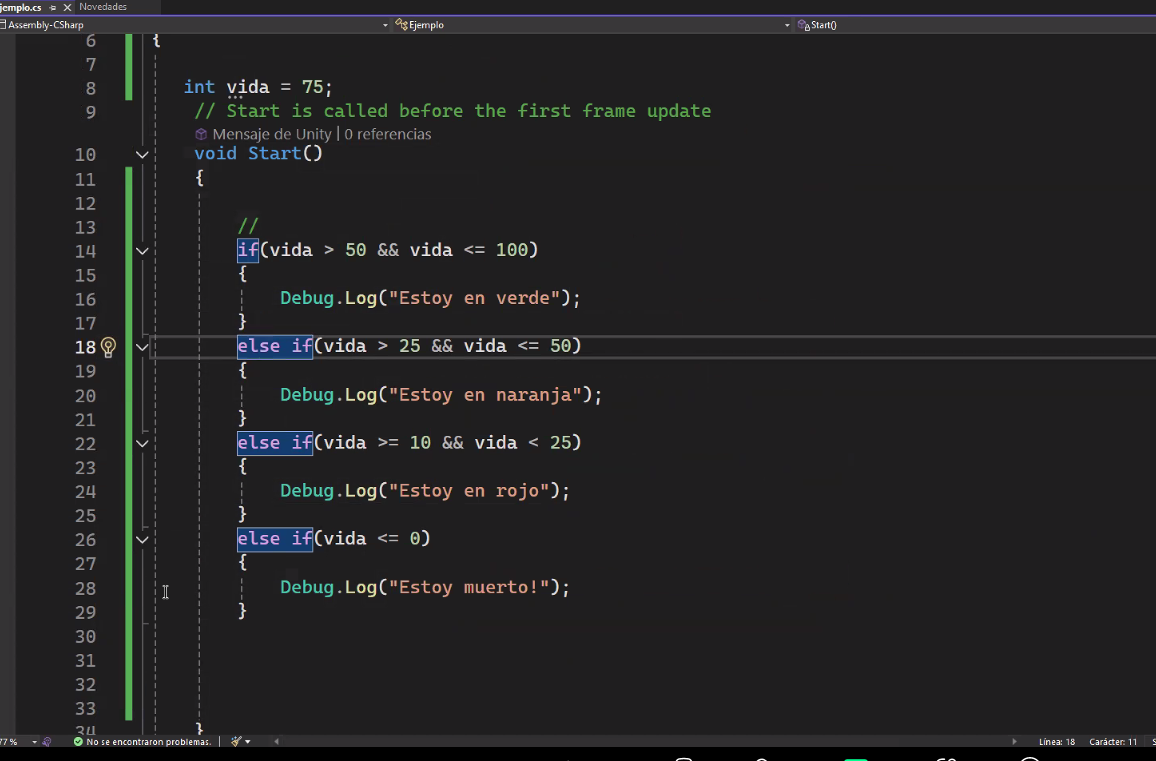 ejemplo.cs Novedades
Assembly-CSharp Ejemplo Start()
6 {
7
8 int vida = 75;
9 // Start is called before the first frame update
Mensaje de Unity | 0 referencias
10 void Start()
11 {
12
13 //
14 if(vida > 50 && vida <= 100)
15 {
16 Debug.Log("Estoy en verde");
17 }
18 else if(vida > 25 && vida <= 50)
19 {
20 Debug.Log("Estoy en naranja");
21 }
22 else if(vida >= 10 && vida < 25)
23 {
24 Debug.Log("Estoy en rojo");
25 }
26 else if(vida <= 0)
27 {
28 Debug.Log("Estoy muerto!");
29 }
30
31
32
33
34 }
77 % No se encontraron problemas. Línea: 18 Carácter: 11